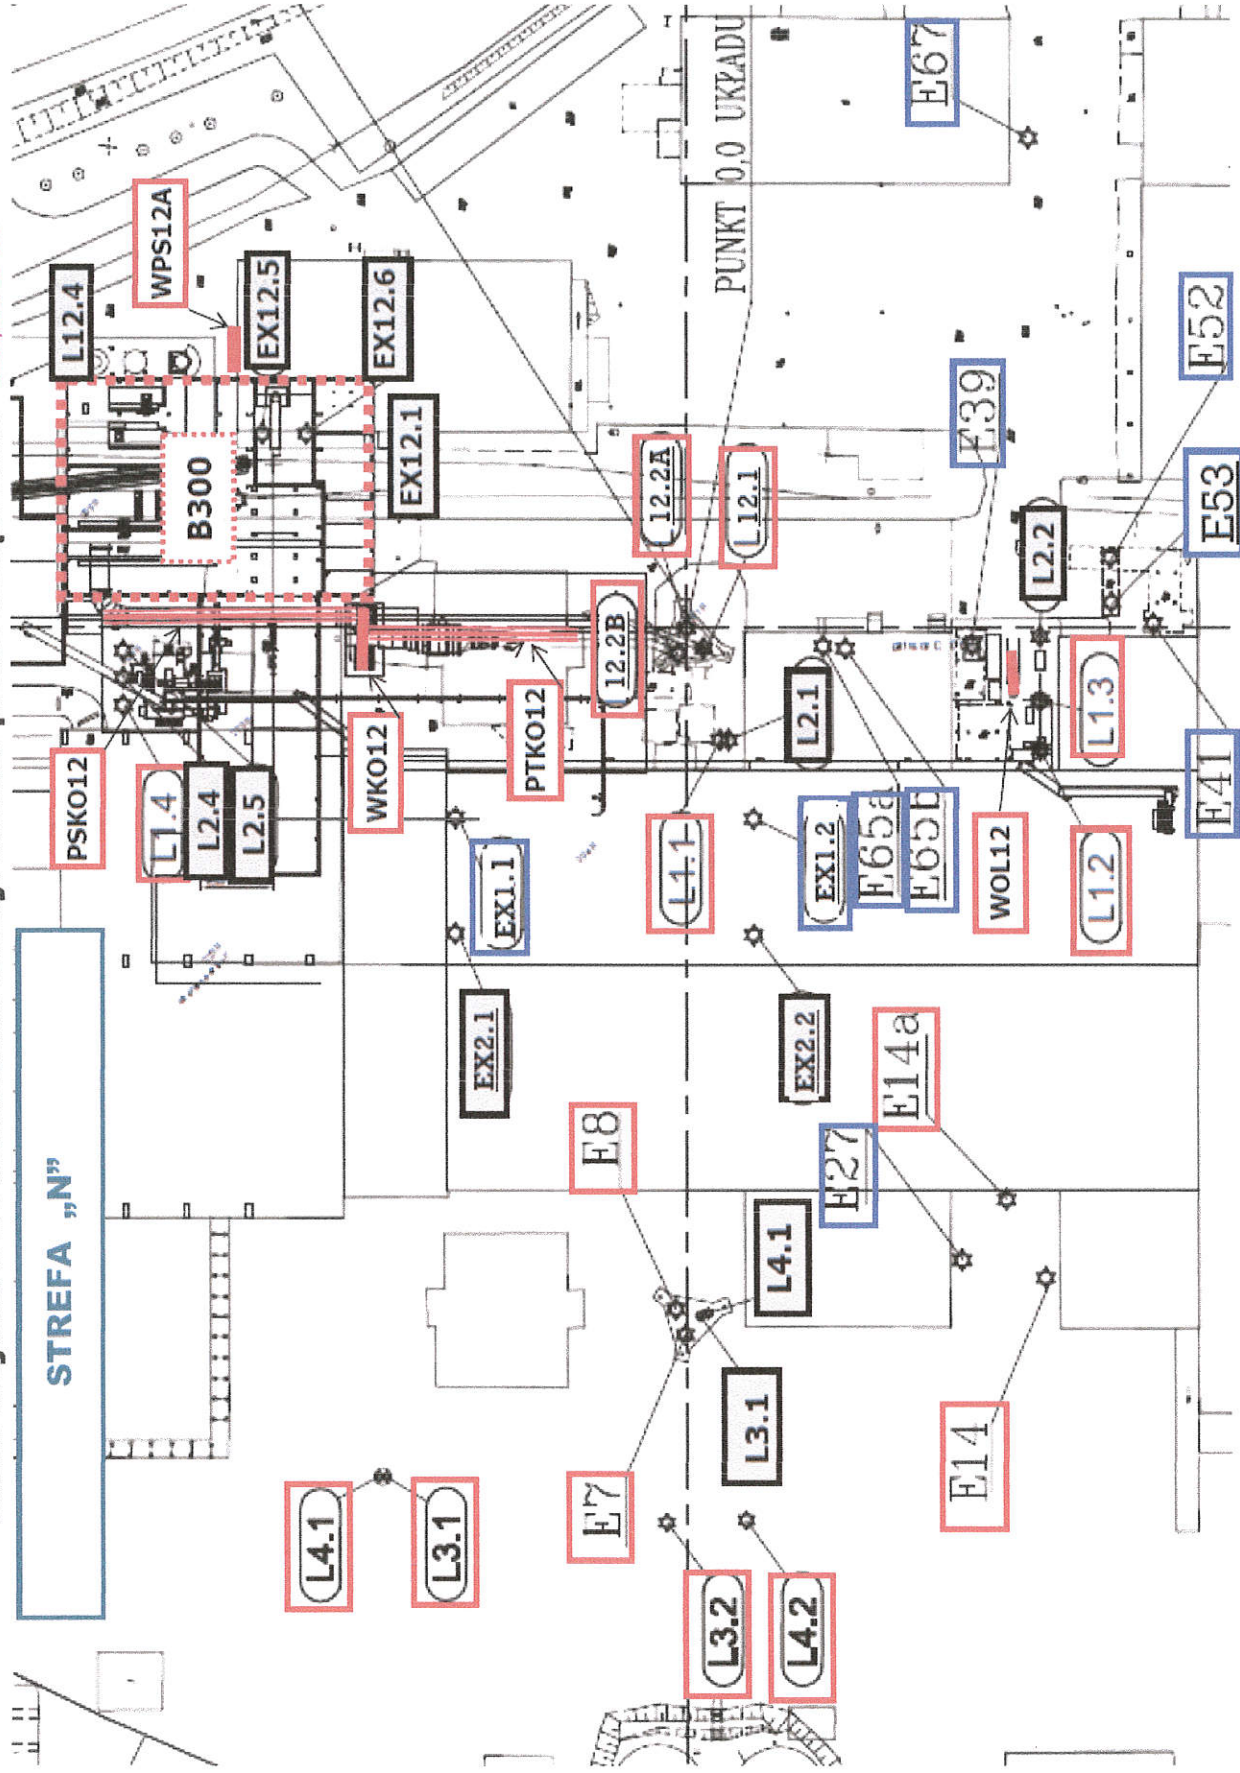 STREFA „N”
L4.1
L3.1
L3.2
L4.2
E7
L3.1
E14
E8
L4.1
E27
E14a
EX2.1
EX2.2
EX1.1
L1.1
EX1.2
E65a
E65b
WOL12
L1.2
PSKO12
L1.4
L2.4
L2.5
WKO12
PTKO12
12.2B
L2.1
L1.3
E41
B300
EX12.1
12.2A
L12.1
L2.2
E53
L12.4
WPS12A
EX12.5
EX12.6
E39
E52
PUNKT 0,0 UKŁADU
E67